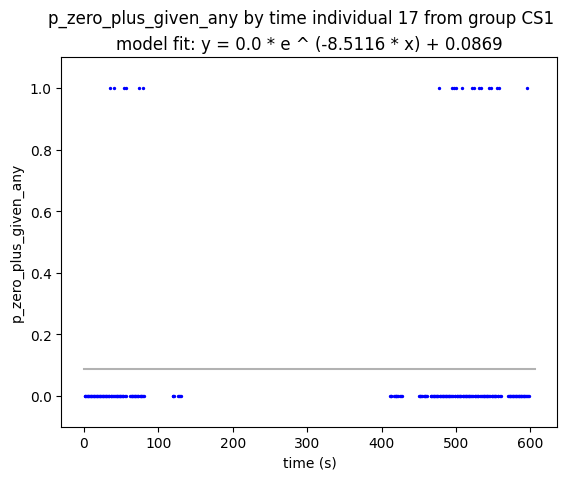 p_zero_plus_given_any by time individual 17 from group CS1
model fit: y = 0.0 * e ^ (-8.5116 * x) + 0.0869
1.0
0.8
0.6
0.4
0.2
0.0
p_zero_plus_given_any
0 100 200 300 400 500 600
time (s)